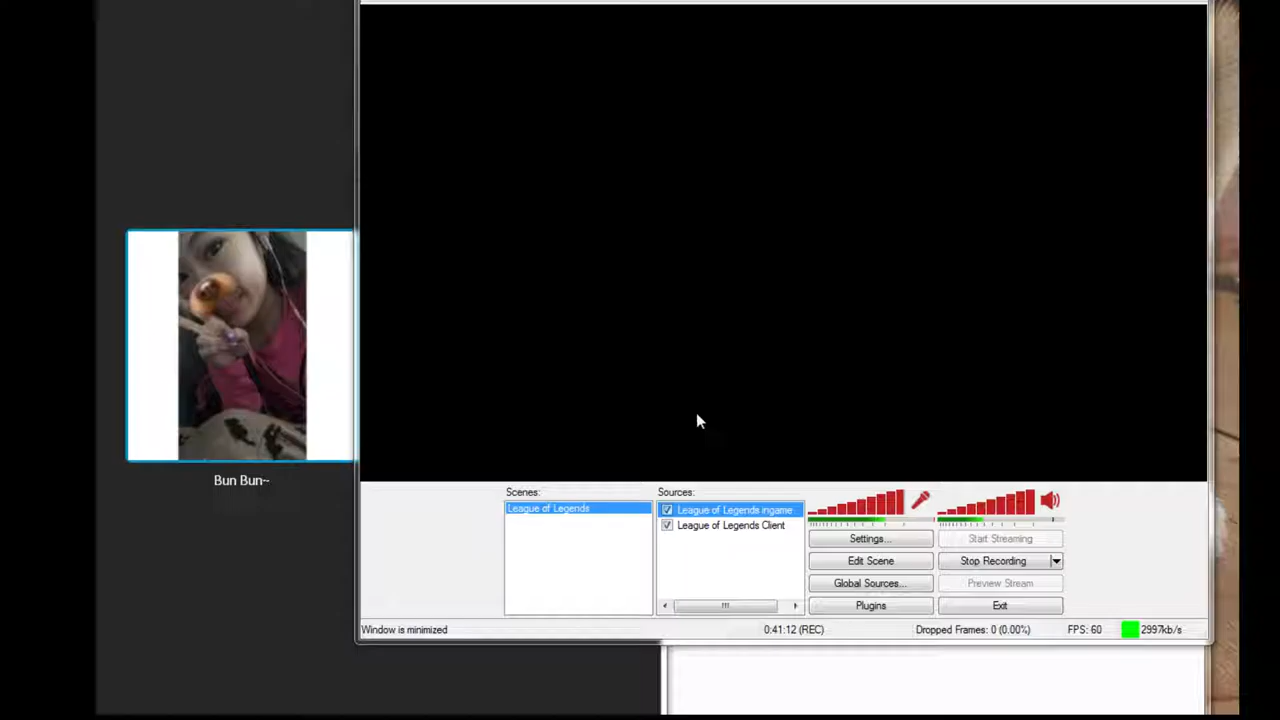 Bun Bun~
Scenes:
League of Legends
Sources:
League of Legends ingame
League of Legends Client
Settings...
Start Streaming
Edit Scene
Stop Recording
Global Sources...
Preview Stream
Plugins
Exit
Window is minimized
0:41:12 (REC)
Dropped Frames: 0 (0.00%)
FPS: 60
2997kb/s